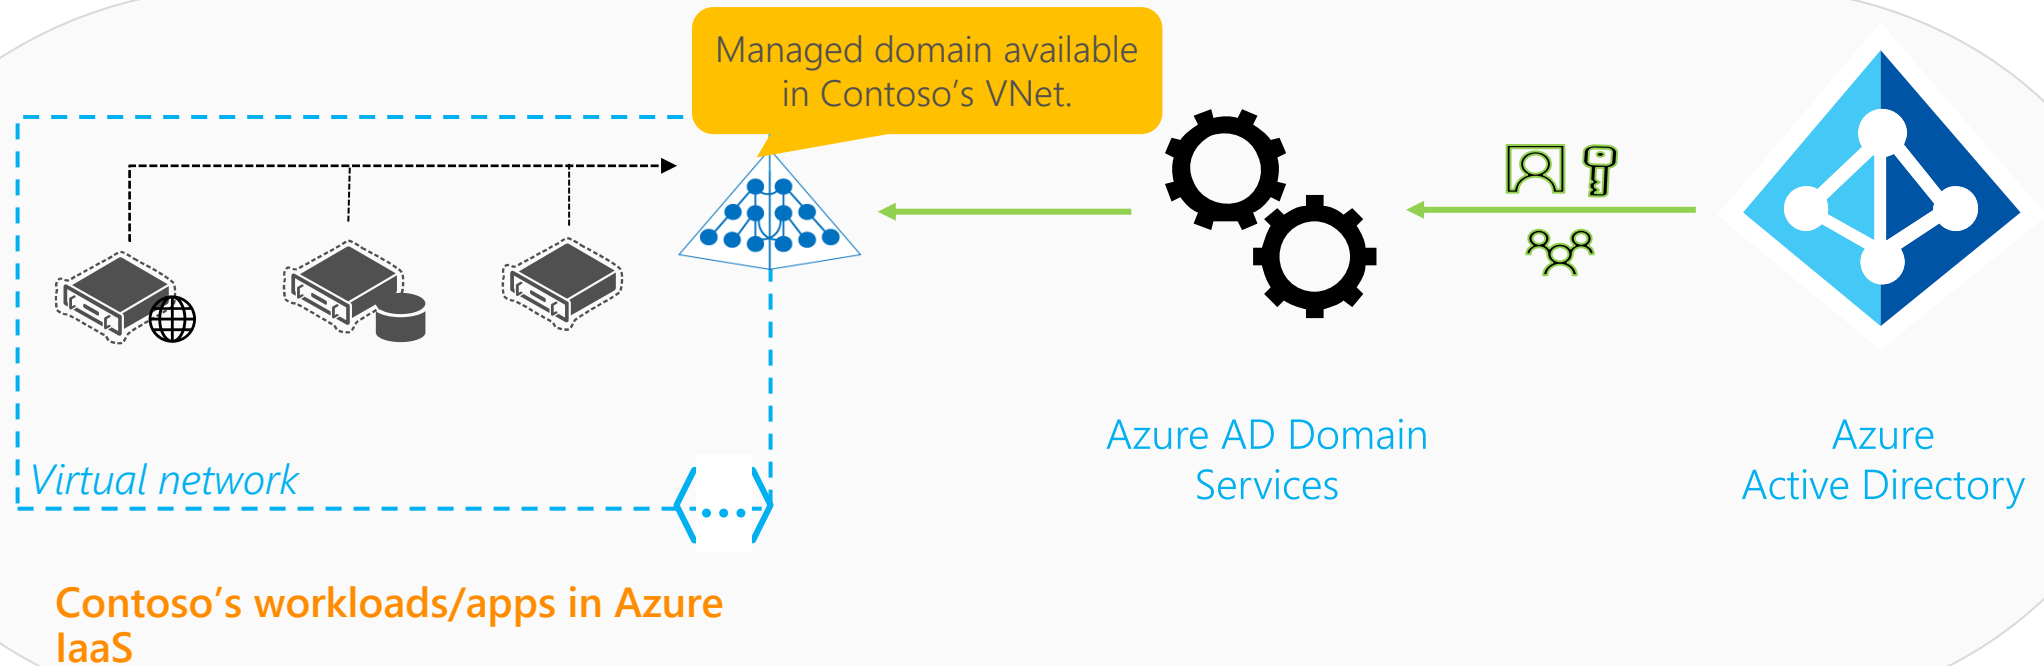 Managed domain available
in Contoso's VNet.
Virtual network
Azure AD Domain
Services
Azure
Active Directory
Contoso's workloads/apps in Azure
IaaS